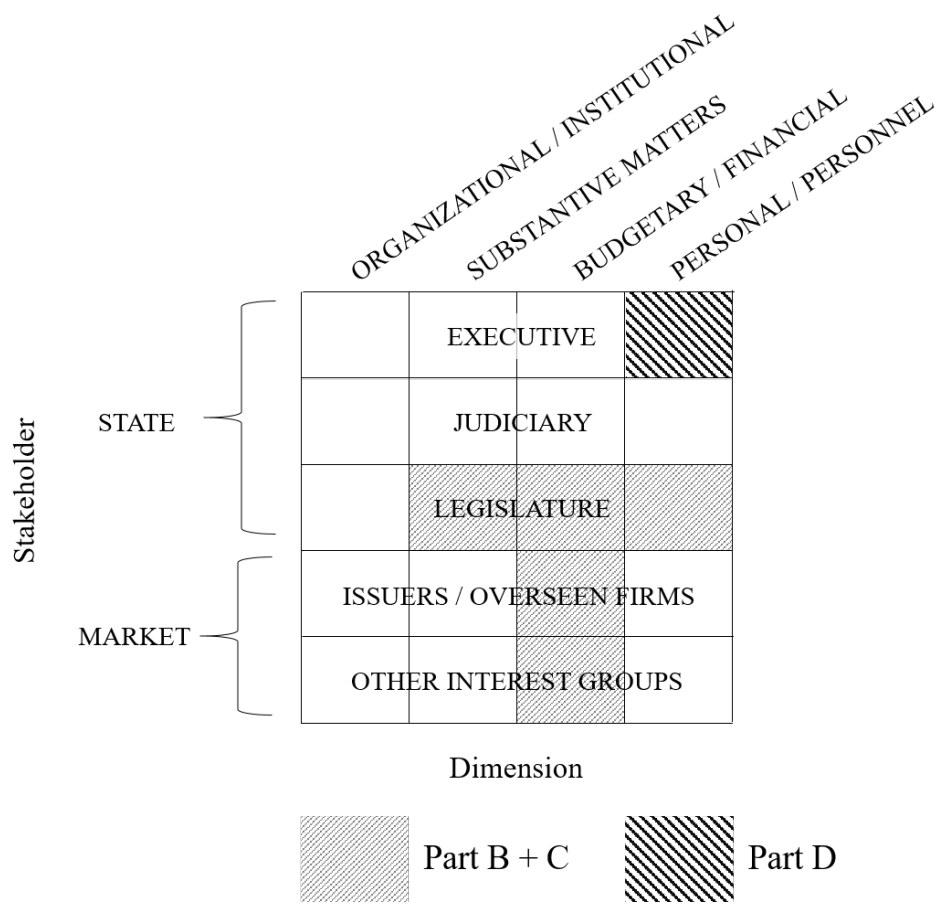 ORGANIZATIONAL / INSTITUTIONAL
SUBSTANTIVE MATTERS
BUDGETARY / FINANCIAL
PERSONAL / PERSONNEL
Stakeholder
STATE
MARKET
EXECUTIVE
JUDICIARY
LEGISLATURE
ISSUERS / OVERSEEN FIRMS
OTHER INTEREST GROUPS
Dimension
Part B + C
Part D